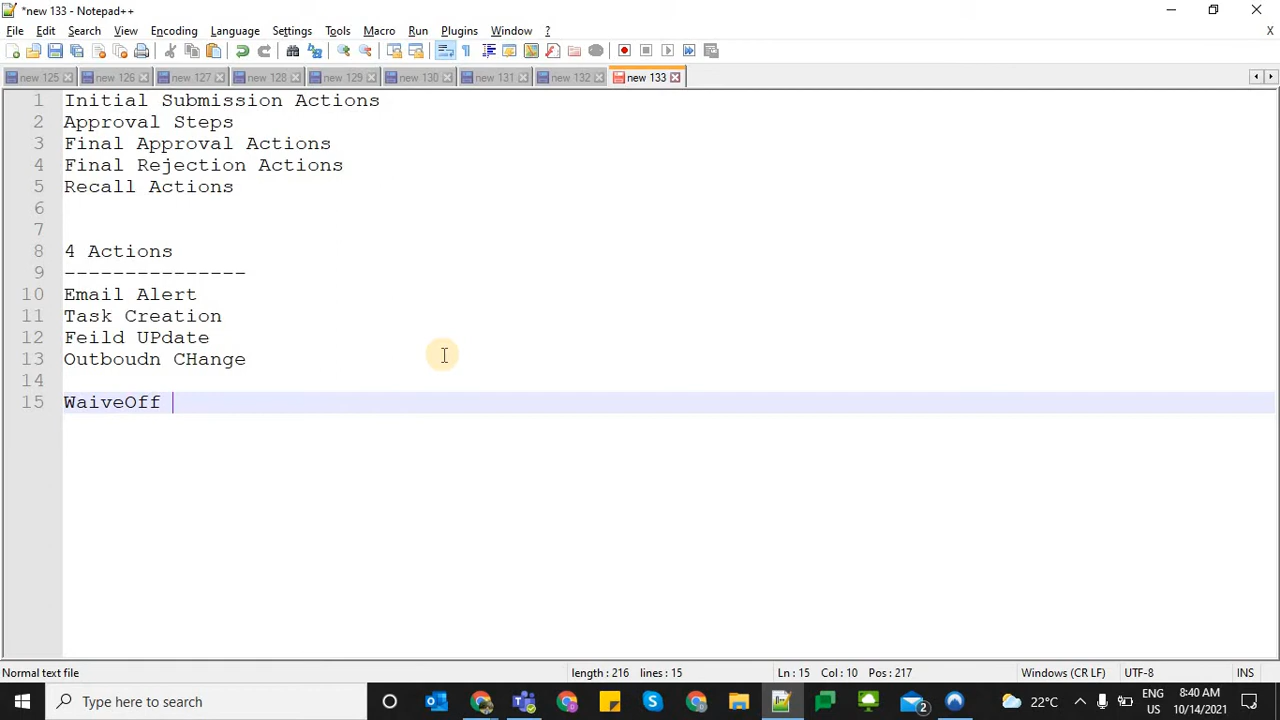 *new 133 - Notepad++
File Edit Search View Encoding Language Settings Tools Macro Run Plugins Window ?
X
new 125 new 126 new 127 new 128 new 129 new 130 new 131 new 132 new 133
1 Initial Submission Actions
2 Approval Steps
3 Final Approval Actions
4 Final Rejection Actions
5 Recall Actions
6
7
8 4 Actions
9 ---------------
10 Email Alert
11 Task Creation
12 Feild UPdate
13 Outboudn CHange
14
15 WaiveOff
Normal text file length : 216 lines : 15 Ln : 15 Col : 10 Pos : 217 Windows (CR LF) UTF-8 INS
Type here to search 2 22°C ENG US 8:40 AM 10/14/2021